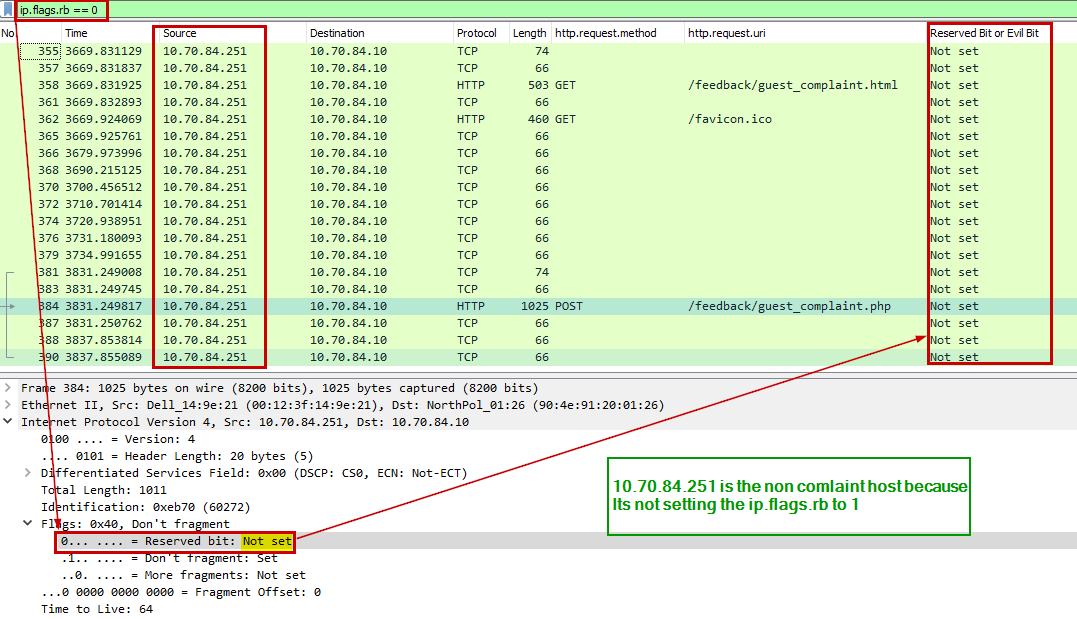 ip.flags.rb == 0
No. Time Source Destination Protocol Length http.request.method http.request.uri Reserved Bit or Evil Bit
355 3669.831129 10.70.84.251 10.70.84.10 TCP 74 Not set
357 3669.831837 10.70.84.251 10.70.84.10 TCP 66 Not set
358 3669.831925 10.70.84.251 10.70.84.10 HTTP 503 GET /feedback/guest_complaint.html Not set
361 3669.832893 10.70.84.251 10.70.84.10 TCP 66 Not set
362 3669.924069 10.70.84.251 10.70.84.10 HTTP 460 GET /favicon.ico Not set
365 3669.925761 10.70.84.251 10.70.84.10 TCP 66 Not set
366 3679.973996 10.70.84.251 10.70.84.10 TCP 66 Not set
368 3690.215125 10.70.84.251 10.70.84.10 TCP 66 Not set
370 3700.456512 10.70.84.251 10.70.84.10 TCP 66 Not set
372 3710.701414 10.70.84.251 10.70.84.10 TCP 66 Not set
374 3720.938951 10.70.84.251 10.70.84.10 TCP 66 Not set
376 3731.180093 10.70.84.251 10.70.84.10 TCP 66 Not set
379 3734.991655 10.70.84.251 10.70.84.10 TCP 66 Not set
381 3831.249008 10.70.84.251 10.70.84.10 TCP 74 Not set
383 3831.249745 10.70.84.251 10.70.84.10 TCP 66 Not set
384 3831.249817 10.70.84.251 10.70.84.10 HTTP 1025 POST /feedback/guest_complaint.php Not set
387 3831.250762 10.70.84.251 10.70.84.10 TCP 66 Not set
388 3837.853814 10.70.84.251 10.70.84.10 TCP 66 Not set
390 3837.855089 10.70.84.251 10.70.84.10 TCP 66 Not set
Frame 384: 1025 bytes on wire (8200 bits), 1025 bytes captured (8200 bits)
Ethernet II, Src: Dell_14:9e:21 (00:12:3f:14:9e:21), Dst: NorthPol_01:26 (90:4e:91:20:01:26)
Internet Protocol Version 4, Src: 10.70.84.251, Dst: 10.70.84.10
0100 .... = Version: 4
.... 0101 = Header Length: 20 bytes (5)
Differentiated Services Field: 0x00 (DSCP: CS0, ECN: Not-ECT)
Total Length: 1011
Identification: 0xeb70 (60272)
Flags: 0x40, Don't fragment
0... .... = Reserved bit: Not set
.1.. .... = Don't fragment: Set
..0. .... = More fragments: Not set
...0 0000 0000 0000 = Fragment Offset: 0
Time to Live: 64
10.70.84.251 is the non comlaint host because
Its not setting the ip.flags.rb to 1